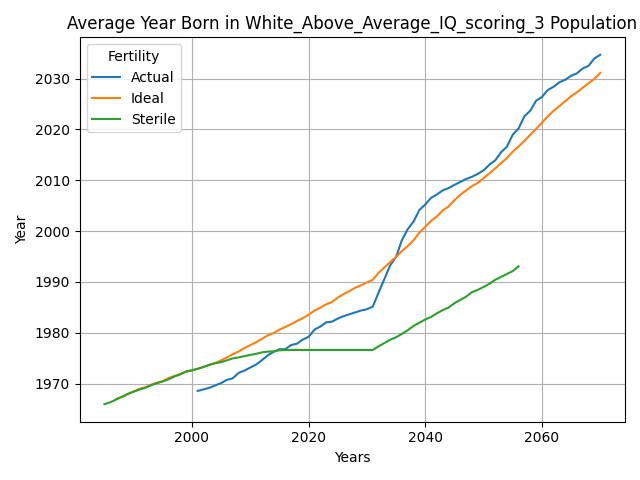 Average Year Born in White_Above_Average_IQ_scoring_3 Population
Fertility
Actual
Ideal
Sterile
2030
2020
2010
2000
1990
1980
1970
Year
2000 2020 2040 2060
Years